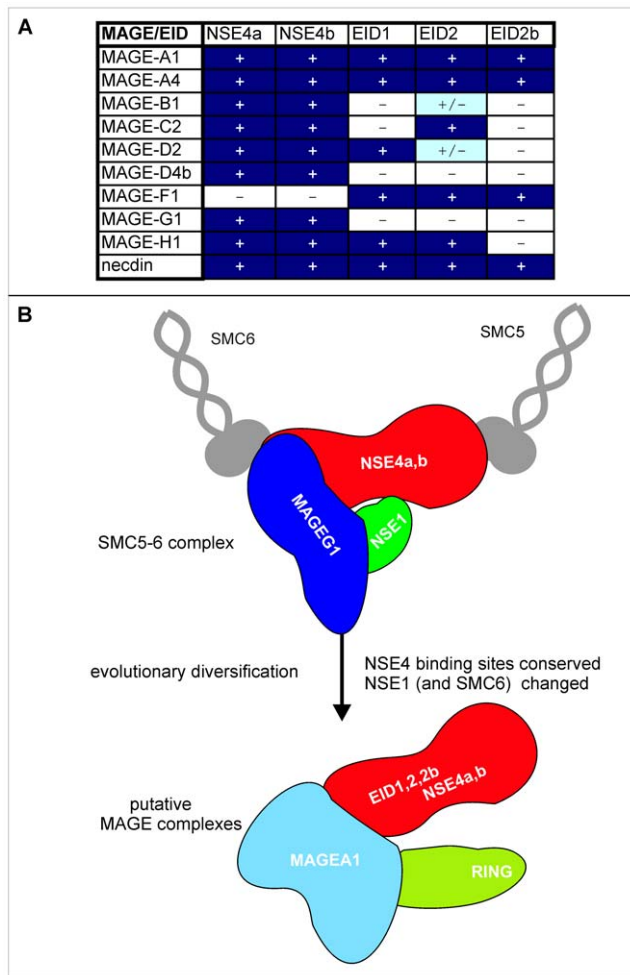 A
MAGE/EID NSE4a NSE4b EID1 EID2 EID2b
MAGE-A1 + + + + +
MAGE-A4 + + + + +
MAGE-B1 + + – +/– –
MAGE-C2 + + – + –
MAGE-D2 + + + +/– –
MAGE-D4b + + – – –
MAGE-F1 – – + + +
MAGE-G1 + + – – –
MAGE-H1 + + + + –
necdin + + + + +
B
SMC6
SMC5
NSE4a,b
MAGEG1
NSE1
SMC5-6 complex
evolutionary diversification
NSE4 binding sites conserved
NSE1 (and SMC6) changed
EID1,2,2b
NSE4a,b
putative
MAGE complexes
MAGEA1
RING